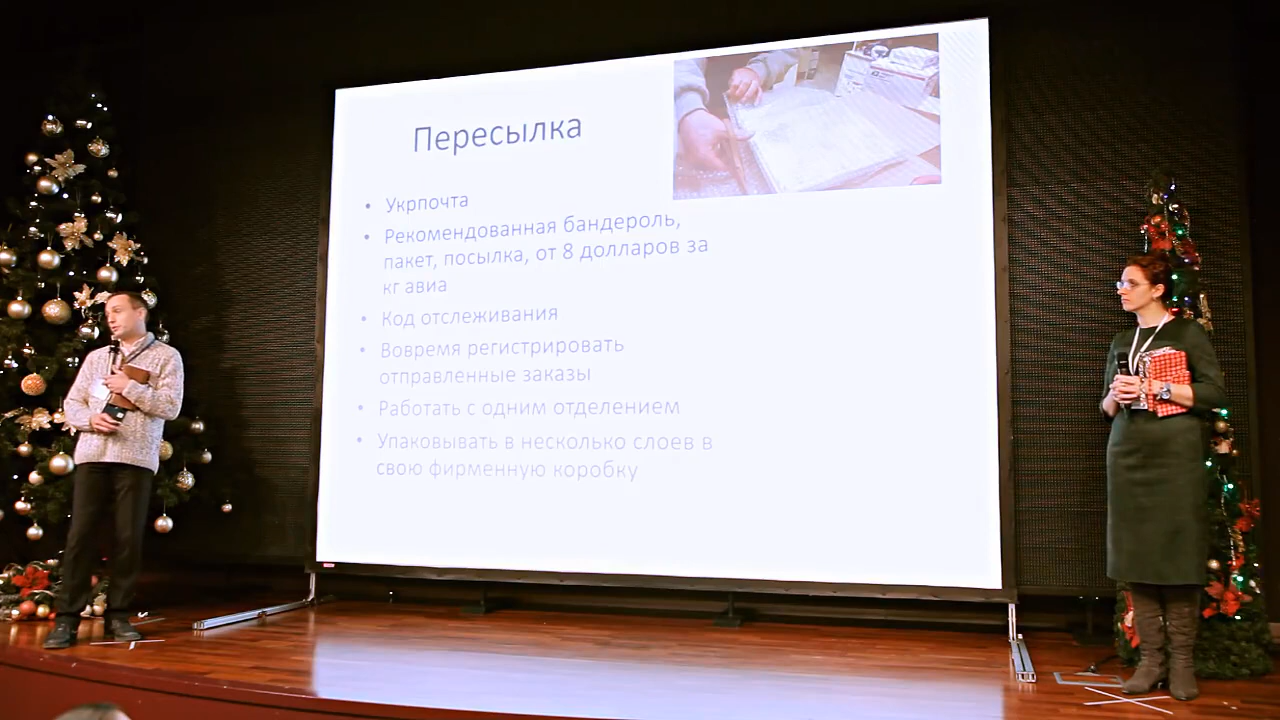 Пересылка
• Укрпочта
• Рекомендованная бандероль,
пакет, посылка, от 8 долларов за
кг авиа
• Код отслеживания
• Вовремя регистрировать
отправленные заказы
• Работать с одним отделением
• Упаковывать в несколько слоев в
свою фирменную коробку